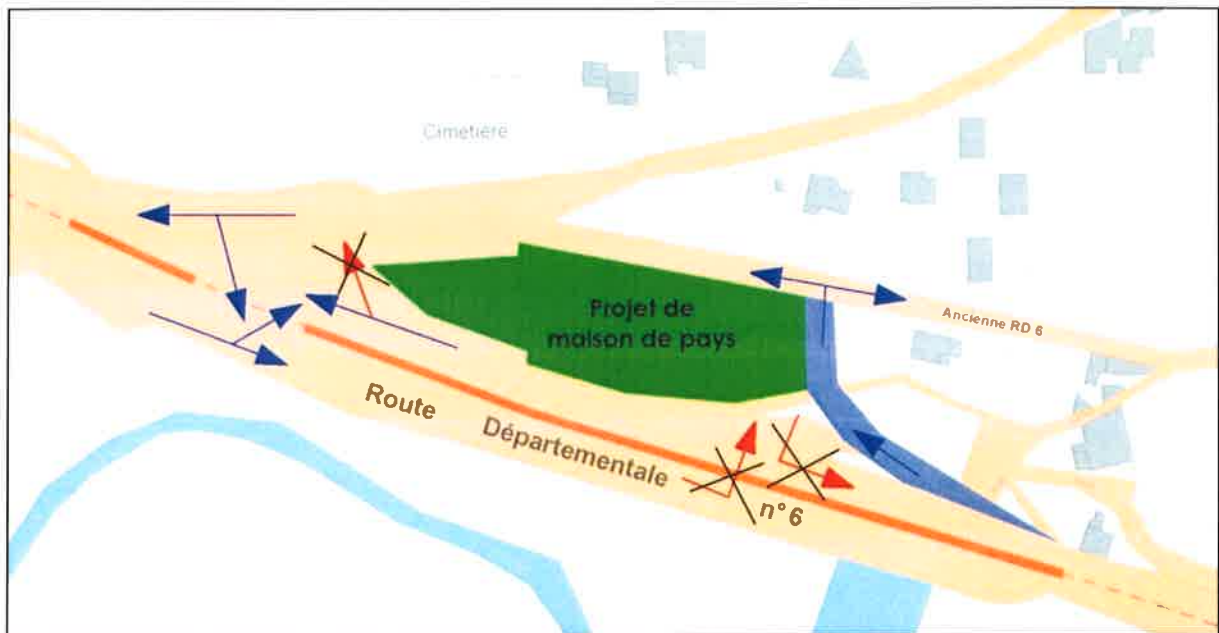 Cimetière
Projet de
maison de pays
Ancienne RD 6
Route
Départementale
n° 6